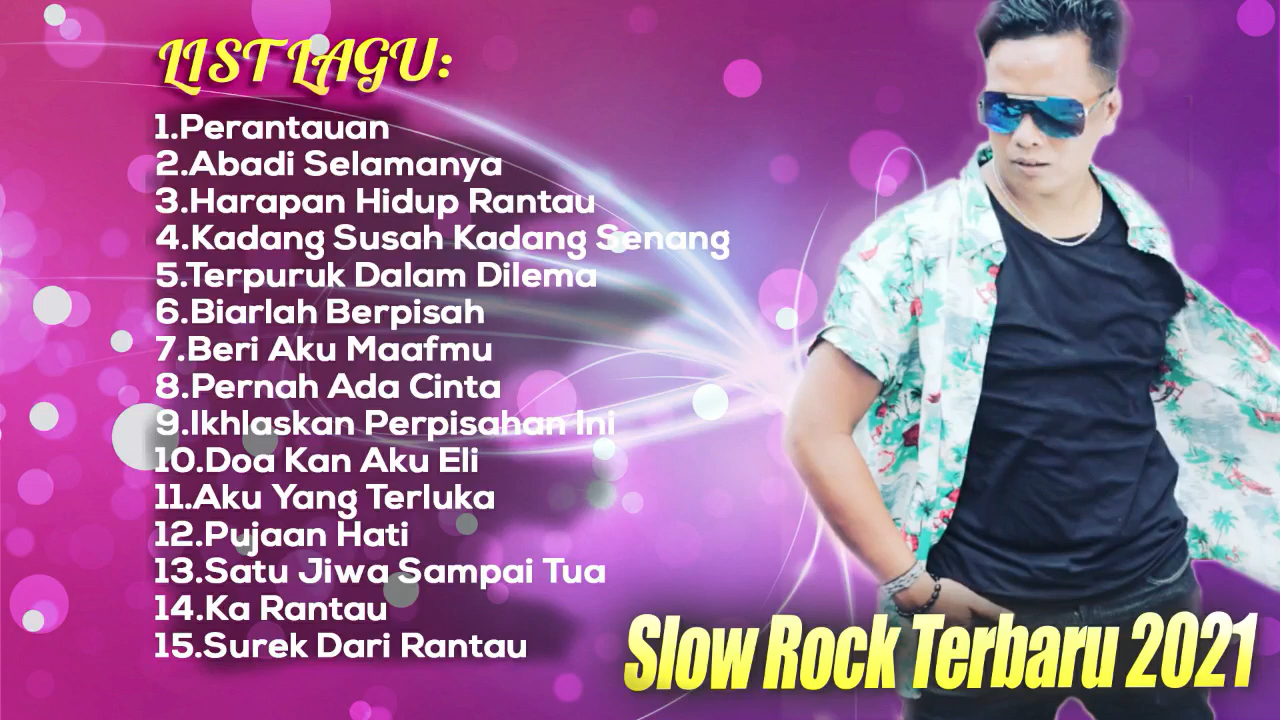 LIST LAGU:
1.Perantauan
2.Abadi Selamanya
3.Harapan Hidup Rantau
4.Kadang Susah Kadang Senang
5.Terpuruk Dalam Dilema
6.Biarlah Berpisah
7.Beri Aku Maafmu
8.Pernah Ada Cinta
9.Ikhlaskan Perpisahan Ini
10.Doa Kan Aku Eli
11.Aku Yang Terluka
12.Pujaan Hati
13.Satu Jiwa Sampai Tua
14.Ka Rantau
15.Surek Dari Rantau
Slow Rock Terbaru 2021